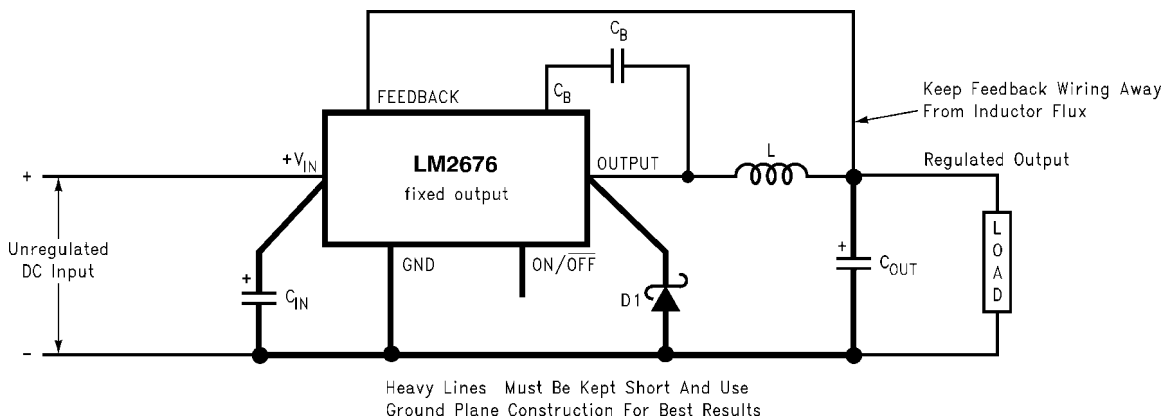 C_B
FEEDBACK
C_B
Keep Feedback Wiring Away
From Inductor Flux
+V_IN
LM2676
fixed output
OUTPUT
L
Regulated Output
+
Unregulated
DC Input
-
+
C_IN
GND
ON/O̅F̅F̅
D1
+
C_OUT
LOAD
Heavy Lines Must Be Kept Short And Use
Ground Plane Construction For Best Results